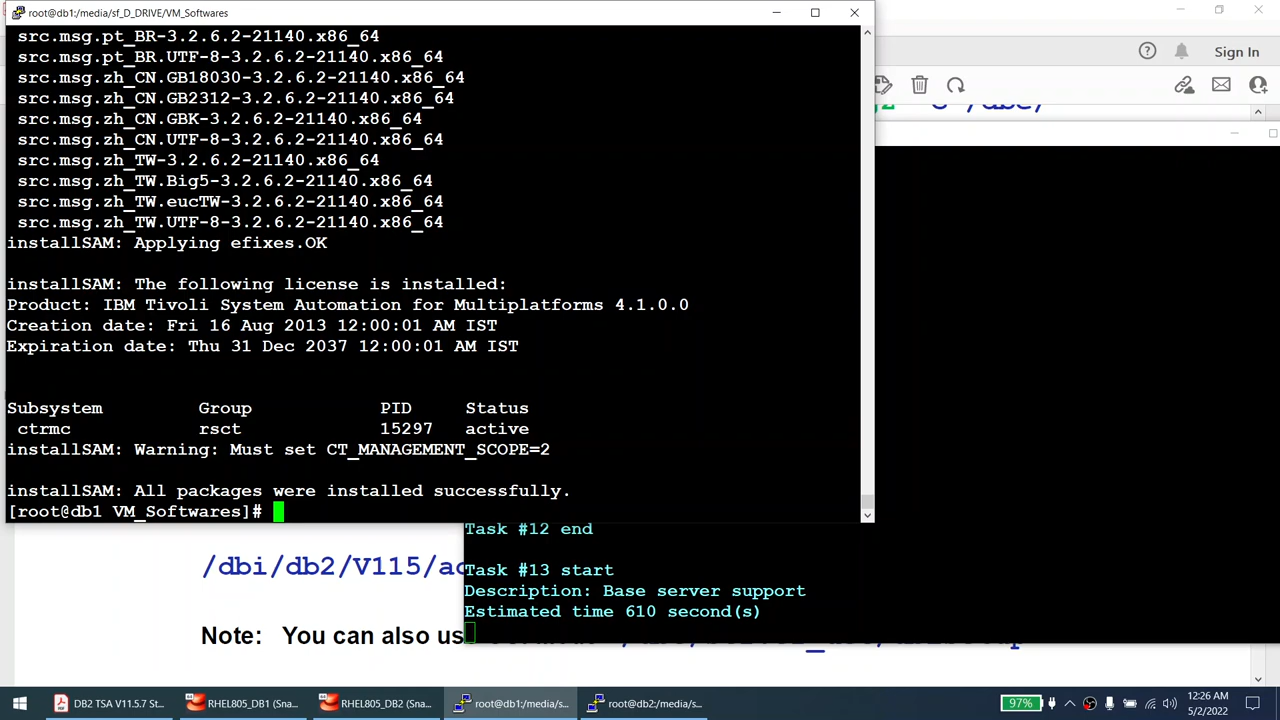 root@db1:/media/sf_D_DRIVE/VM_Softwares
src.msg.pt_BR-3.2.6.2-21140.x86_64
src.msg.pt_BR.UTF-8-3.2.6.2-21140.x86_64
src.msg.zh_CN.GB18030-3.2.6.2-21140.x86_64
src.msg.zh_CN.GB2312-3.2.6.2-21140.x86_64
src.msg.zh_CN.GBK-3.2.6.2-21140.x86_64
src.msg.zh_CN.UTF-8-3.2.6.2-21140.x86_64
src.msg.zh_TW-3.2.6.2-21140.x86_64
src.msg.zh_TW.Big5-3.2.6.2-21140.x86_64
src.msg.zh_TW.eucTW-3.2.6.2-21140.x86_64
src.msg.zh_TW.UTF-8-3.2.6.2-21140.x86_64
installSAM: Applying efixes.OK
installSAM: The following license is installed:
Product: IBM Tivoli System Automation for Multiplatforms 4.1.0.0
Creation date: Fri 16 Aug 2013 12:00:01 AM IST
Expiration date: Thu 31 Dec 2037 12:00:01 AM IST
Subsystem Group PID Status
ctrmc rsct 15297 active
installSAM: Warning: Must set CT_MANAGEMENT_SCOPE=2
installSAM: All packages were installed successfully.
[root@db1 VM_Softwares]#
Sign In
Task #12 end
Task #13 start
Description: Base server support
Estimated time 610 second(s)
/dbi/db2/V115/a
Note: You can also us
DB2 TSA V11.5.7 St...
RHEL805_DB1 (Sna...
RHEL805_DB2 (Sna...
root@db1:/media/s...
root@db2:/media/s...
97%
12:26 AM
5/2/2022